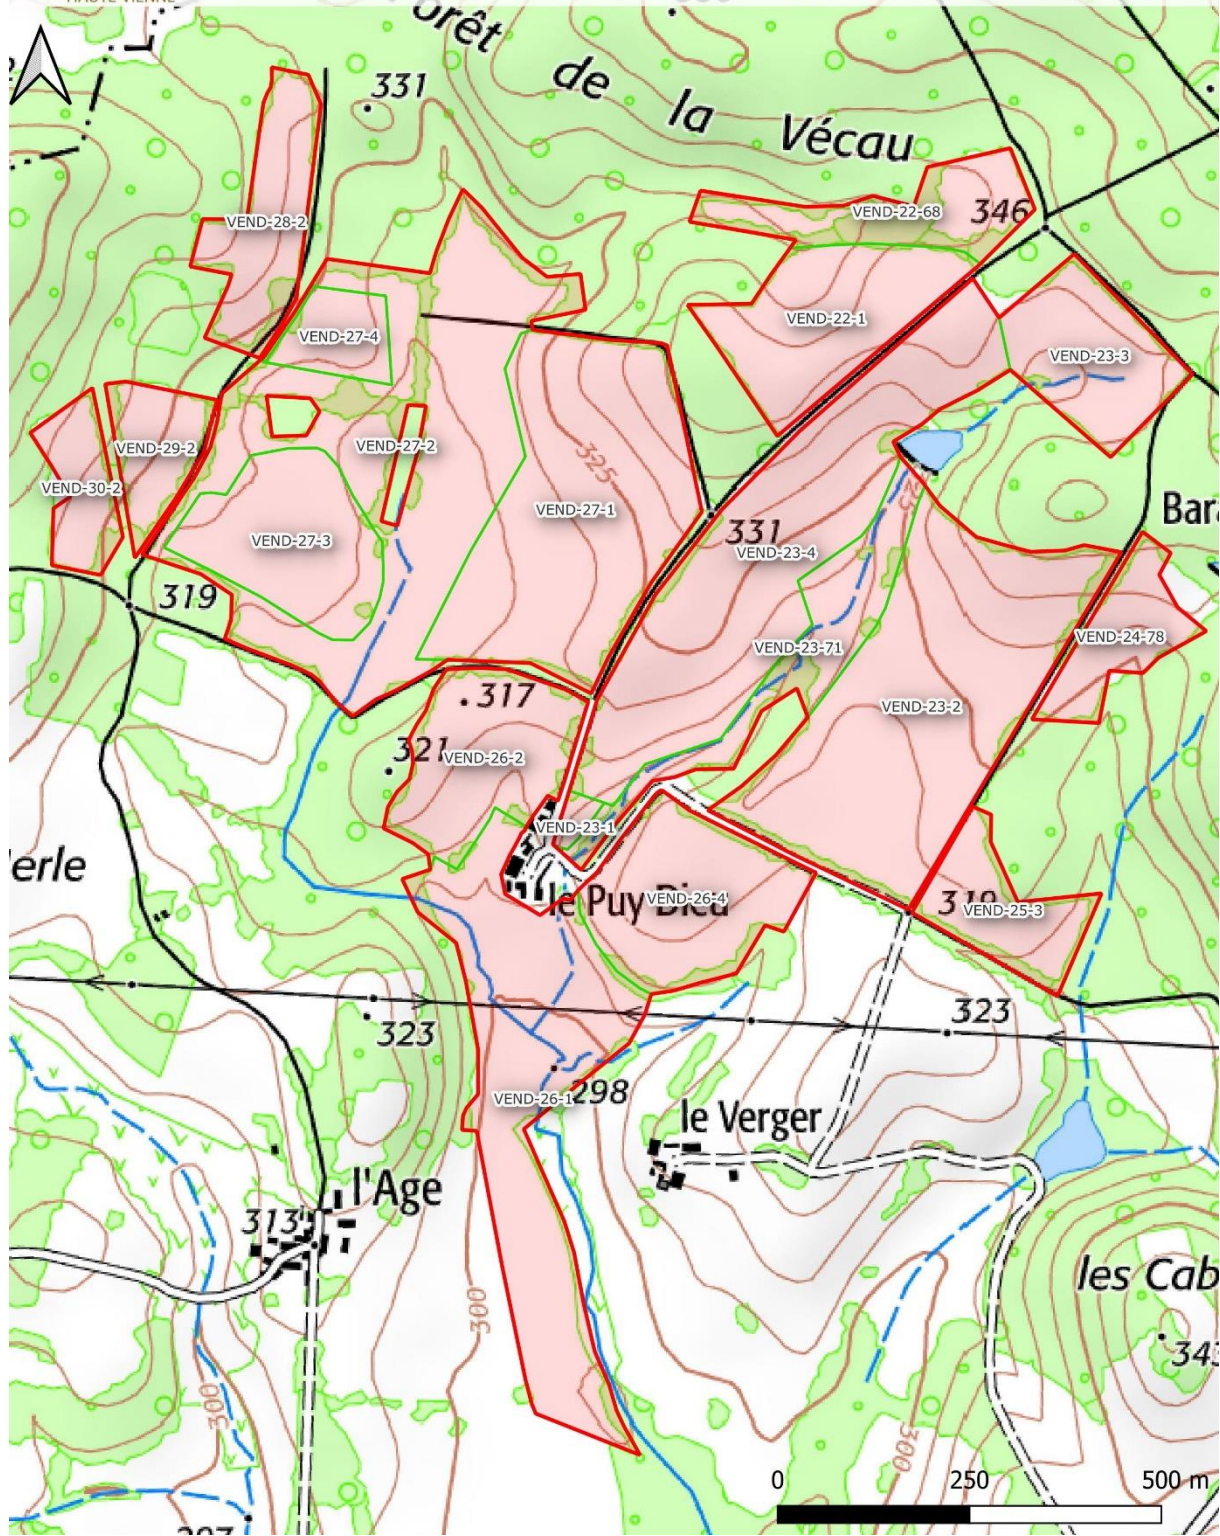 HAUTE-VIENNE
de
la
Vécau
331
VEND-28-2
VEND-22-68
346
VEND-27-4
VEND-22-1
VEND-23-3
VEND-29-2
VEND-27-2
325
VEND-30-2
VEND-27-1
VEND-27-3
331
VEND-23-4
Bara
319
VEND-23-71
VEND-24-78
317
VEND-23-2
321
VEND-26-2
VEND-23-1
erle
le Puy Dieu
VEND-26-4
319
VEND-25-3
323
323
298
VEND-26-1
le Verger
l'Age
313
les Cab
300
343
300
300
0 250 500 m